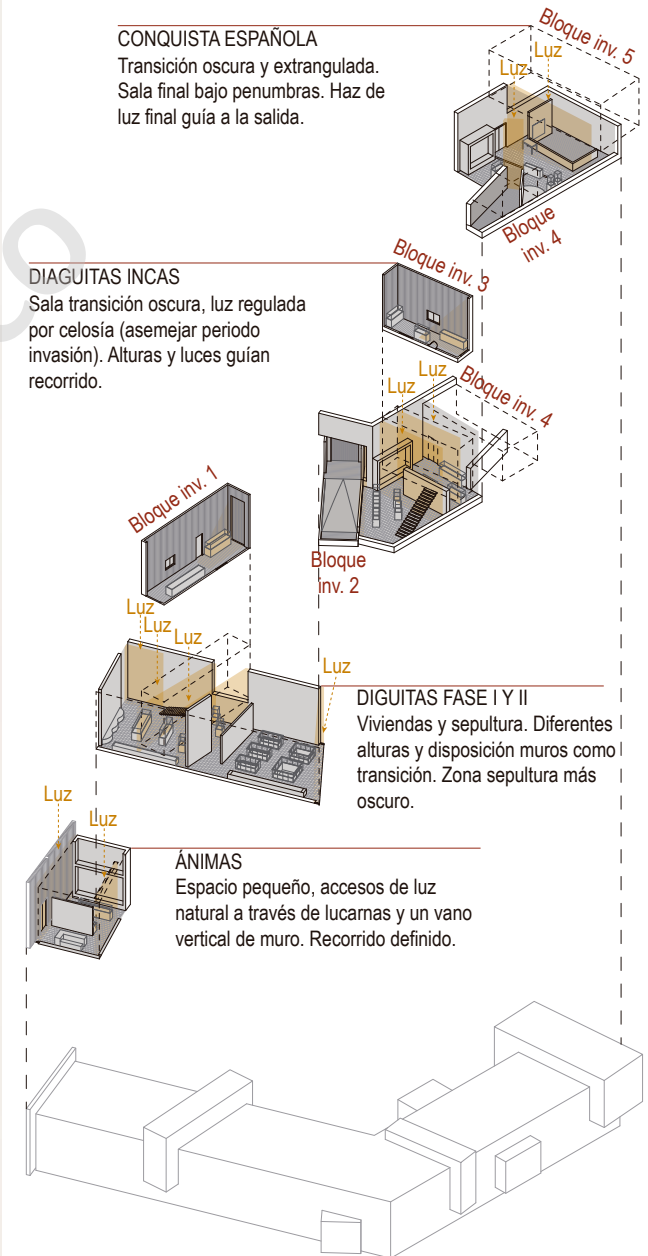 CONQUISTA ESPAÑOLA
Transición oscura y extrangulada.
Sala final bajo penumbras. Haz de
luz final guía a la salida.
Bloque inv. 5
Luz
Luz
Bloque
inv. 4
DIAGUITAS INCAS
Sala transición oscura, luz regulada
por celosía (asemejar periodo
invasión). Alturas y luces guían
recorrido.
Bloque inv. 3
Luz
Luz
Bloque inv. 4
Bloque inv. 1
Bloque
inv. 2
Luz
Luz
Luz
Luz
DIGUITAS FASE I Y II
Viviendas y sepultura. Diferentes
alturas y disposición muros como
transición. Zona sepultura más
oscuro.
Luz
Luz
ÁNIMAS
Espacio pequeño, accesos de luz
natural a través de lucarnas y un vano
vertical de muro. Recorrido definido.